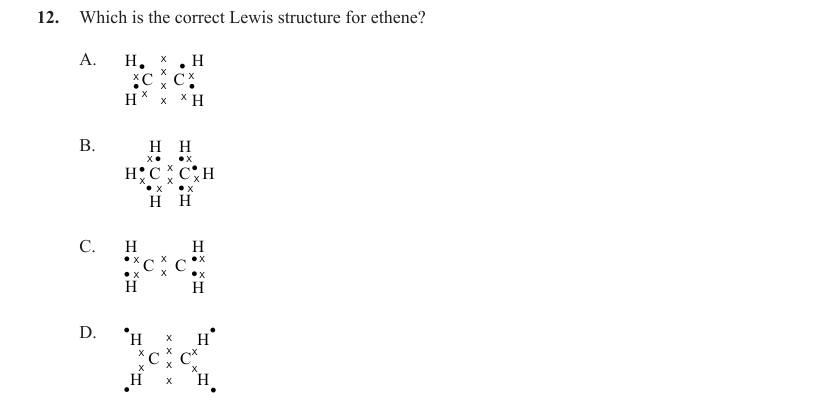 12. Which is the correct Lewis structure for ethene?
A. H • x • H
x
x C x C x
• x •
H x x x H
B. H H
x • • x
H • C x C • H
x x x
• x • x
H H
C. H H
• x C x C • x
• x x • x
H H
D. • H x H •
x C x C x
x x x
H x H
• •